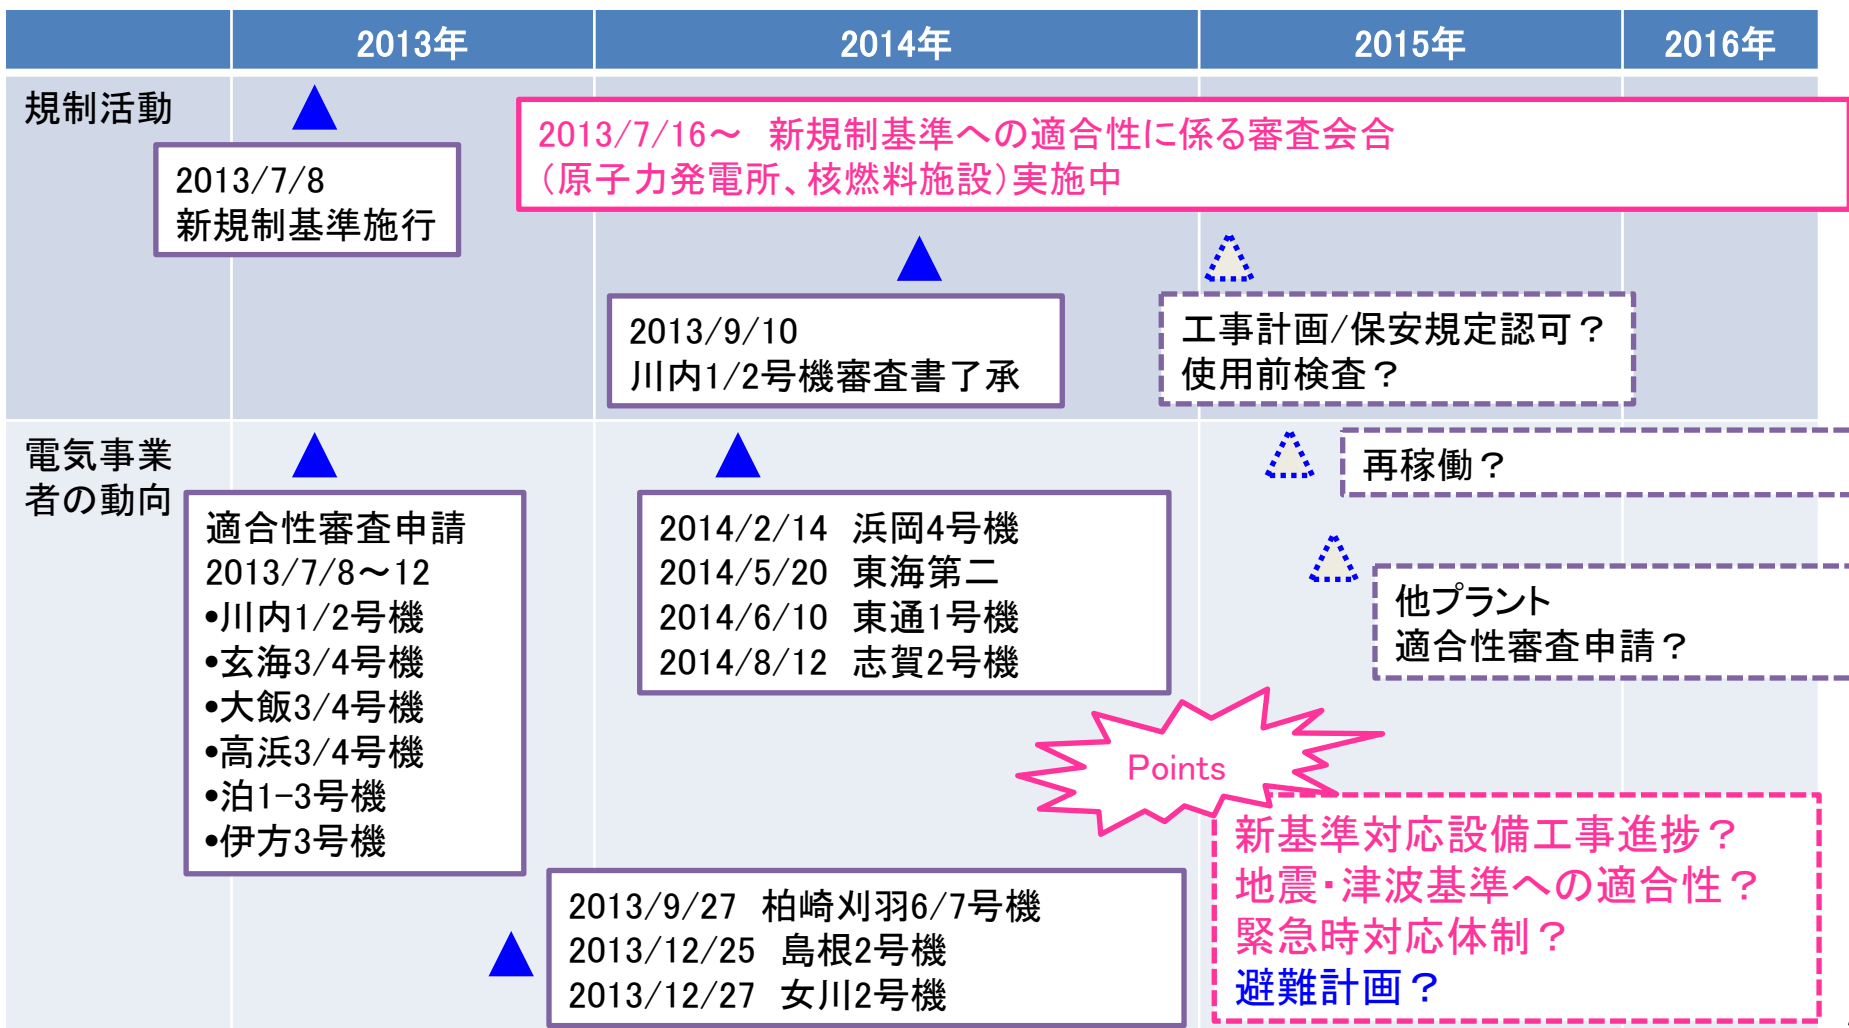 2013年
2014年
2015年
2016年
規制活動
2013/7/8
新規制基準施行
2013/7/16～ 新規制基準への適合性に係る審査会合
（原子力発電所、核燃料施設）実施中
2013/9/10
川内1/2号機審査書了承
工事計画/保安規定認可？
使用前検査？
電気事業
者の動向
適合性審査申請
2013/7/8～12
•川内1/2号機
•玄海3/4号機
•大飯3/4号機
•高浜3/4号機
•泊1-3号機
•伊方3号機
2013/9/27 柏崎刈羽6/7号機
2013/12/25 島根2号機
2013/12/27 女川2号機
2014/2/14 浜岡4号機
2014/5/20 東海第二
2014/6/10 東通1号機
2014/8/12 志賀2号機
再稼働？
他プラント
適合性審査申請？
Points
新基準対応設備工事進捗？
地震・津波基準への適合性？
緊急時対応体制？
避難計画？